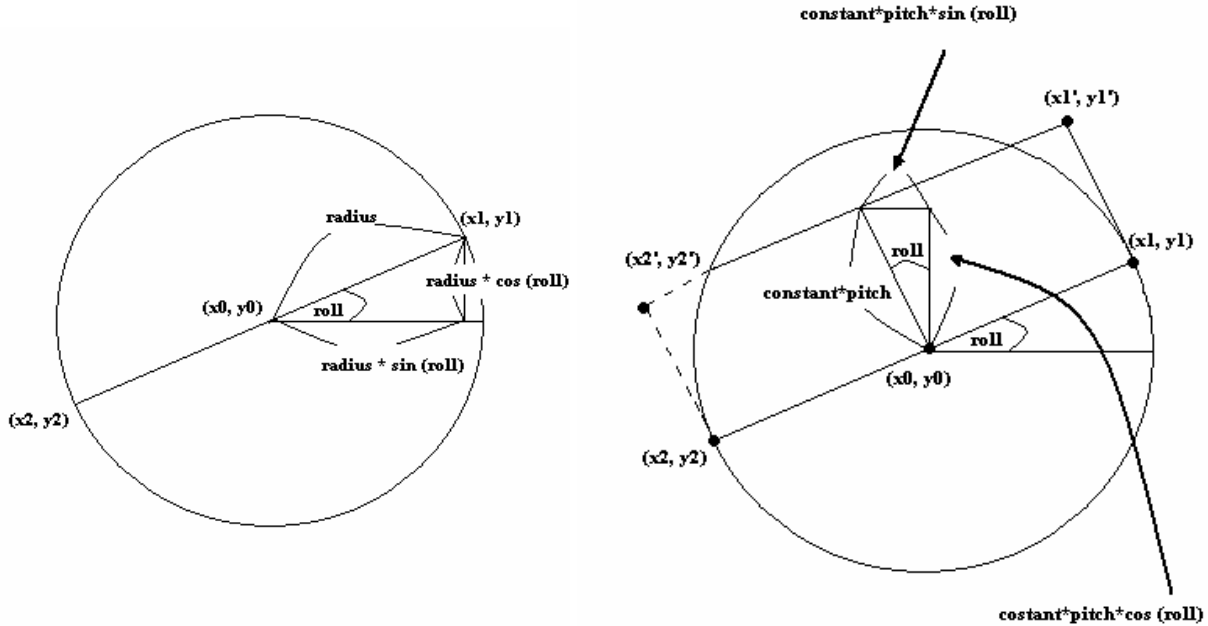 radius
(x1, y1)
radius * cos (roll)
(x0, y0)
roll
radius * sin (roll)
(x2, y2)
constant*pitch*sin (roll)
(x1', y1')
(x2', y2')
roll
(x1, y1)
constant*pitch
roll
(x0, y0)
(x2, y2)
costant*pitch*cos (roll)